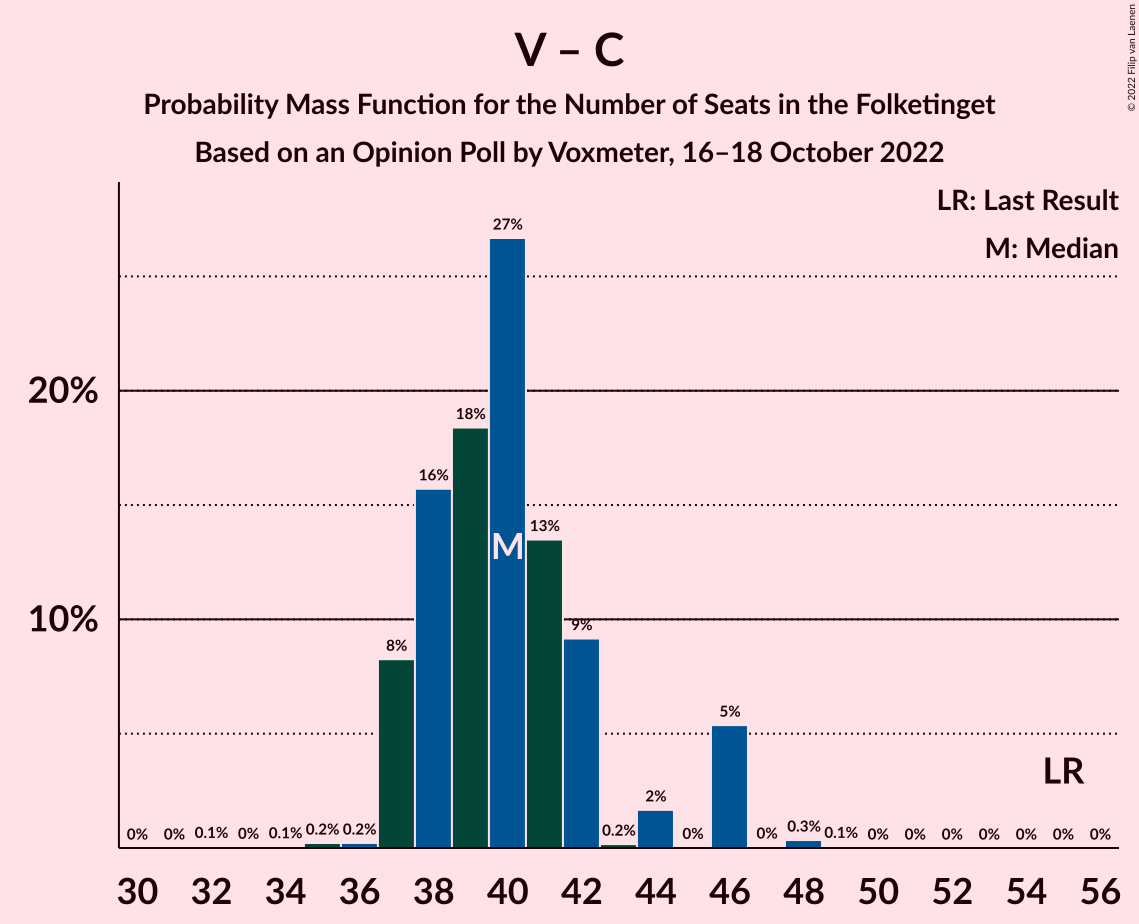 V – C
Probability Mass Function for the Number of Seats in the Folketinget
Based on an Opinion Poll by Voxmeter, 16–18 October 2022
© 2022 Filip van Laenen
LR: Last Result
M: Median
20%
10%
0% 0% 0.1% 0% 0.1% 0.2% 0.2% 8% 16% 18% 27% 13% 9% 0.2% 2% 0% 5% 0% 0.3% 0.1% 0% 0% 0% 0% 0% 0% 0%
M
LR
30 32 34 36 38 40 42 44 46 48 50 52 54 56